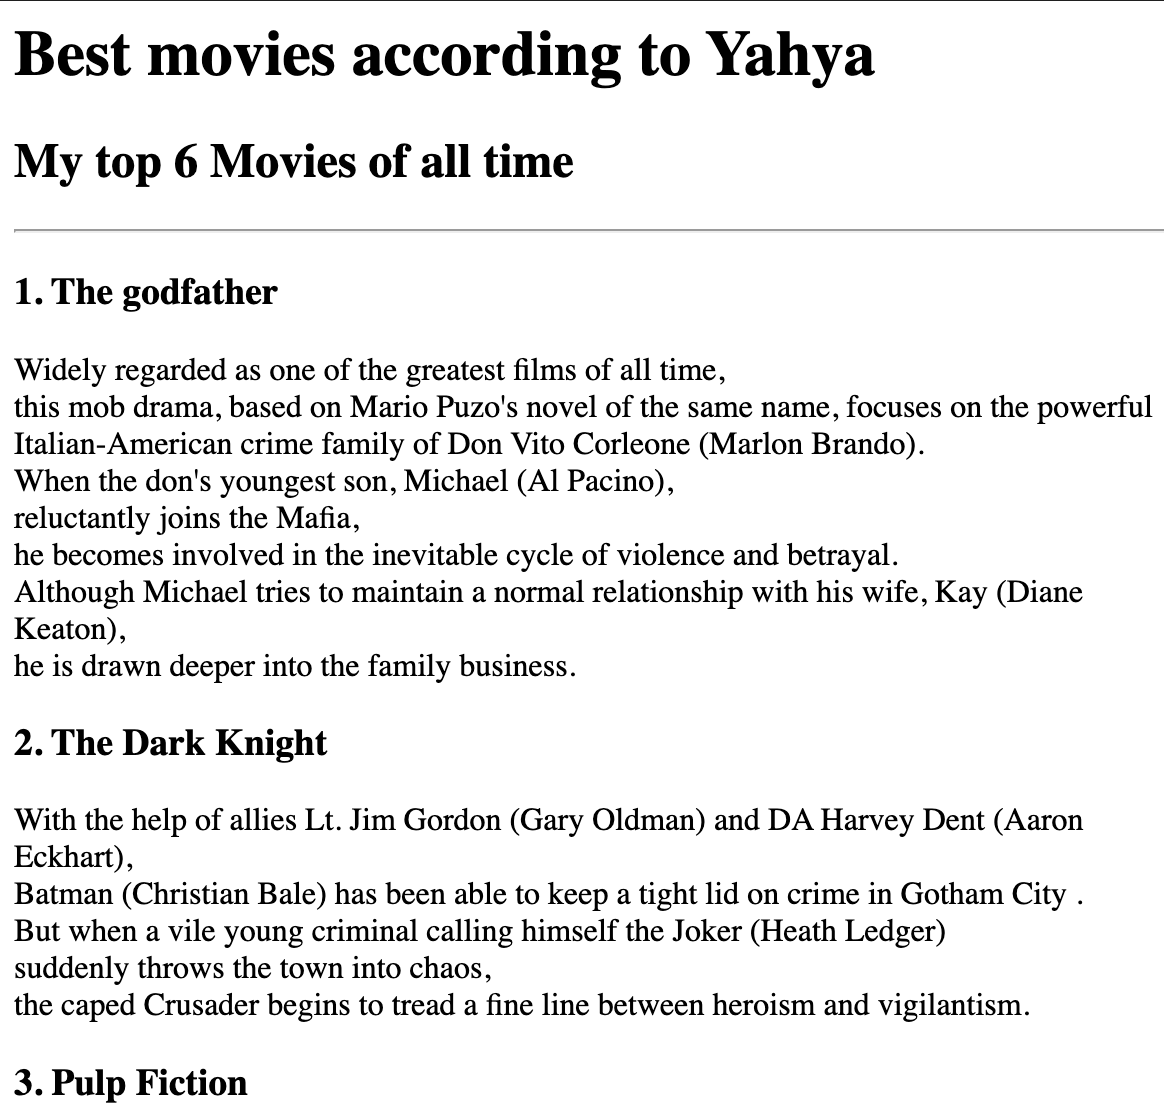 Best movies according to Yahya
My top 6 Movies of all time
1. The godfather
Widely regarded as one of the greatest films of all time,
this mob drama, based on Mario Puzo's novel of the same name, focuses on the powerful
Italian-American crime family of Don Vito Corleone (Marlon Brando).
When the don's youngest son, Michael (Al Pacino),
reluctantly joins the Mafia,
he becomes involved in the inevitable cycle of violence and betrayal.
Although Michael tries to maintain a normal relationship with his wife, Kay (Diane
Keaton),
he is drawn deeper into the family business.
2. The Dark Knight
With the help of allies Lt. Jim Gordon (Gary Oldman) and DA Harvey Dent (Aaron
Eckhart),
Batman (Christian Bale) has been able to keep a tight lid on crime in Gotham City .
But when a vile young criminal calling himself the Joker (Heath Ledger)
suddenly throws the town into chaos,
the caped Crusader begins to tread a fine line between heroism and vigilantism.
3. Pulp Fiction